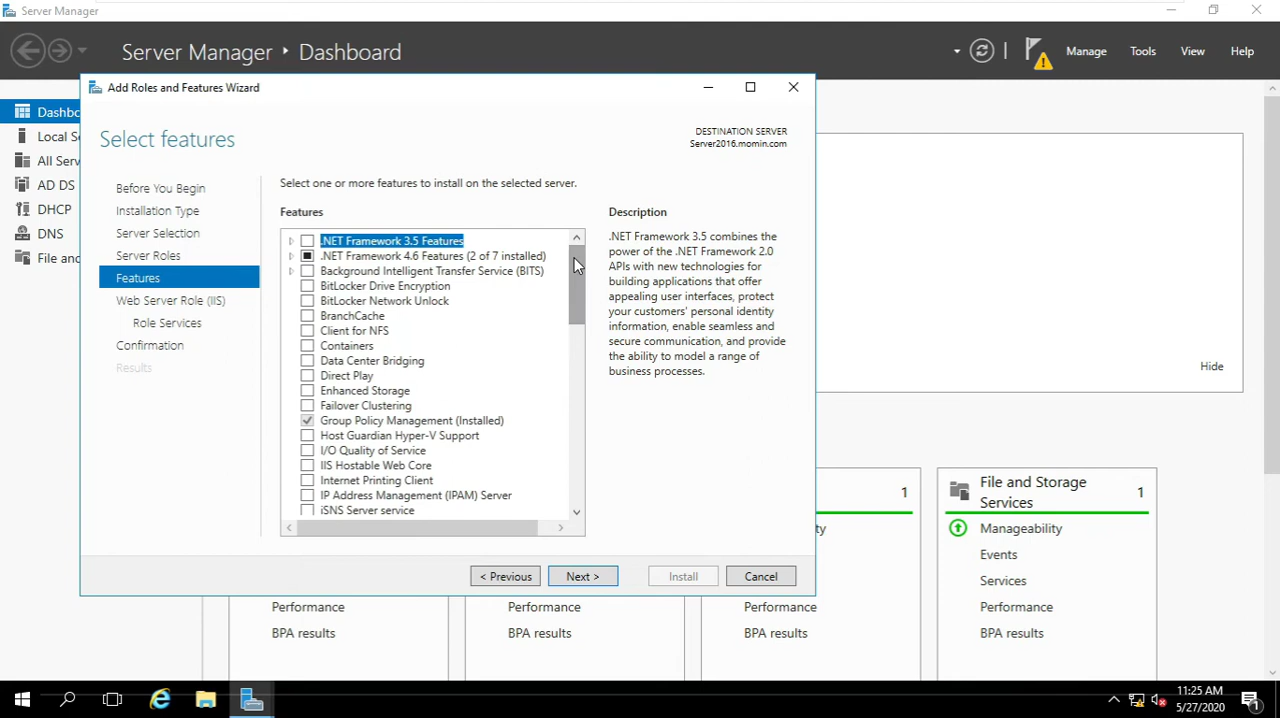 Server Manager
Server Manager ‣ Dashboard
Manage
Tools
View
Help
Dashbo
Local Se
All Serv
AD DS
DHCP
DNS
File and
Add Roles and Features Wizard
Select features
DESTINATION SERVER
Server2016.momin.com
Before You Begin
Installation Type
Server Selection
Server Roles
Features
Web Server Role (IIS)
Role Services
Confirmation
Results
Select one or more features to install on the selected server.
Features
.NET Framework 3.5 Features
.NET Framework 4.6 Features (2 of 7 installed)
Background Intelligent Transfer Service (BITS)
BitLocker Drive Encryption
BitLocker Network Unlock
BranchCache
Client for NFS
Containers
Data Center Bridging
Direct Play
Enhanced Storage
Failover Clustering
Group Policy Management (Installed)
Host Guardian Hyper-V Support
I/O Quality of Service
IIS Hostable Web Core
Internet Printing Client
IP Address Management (IPAM) Server
iSNS Server service
Description
.NET Framework 3.5 combines the
power of the .NET Framework 2.0
APIs with new technologies for
building applications that offer
appealing user interfaces, protect
your customers' personal identity
information, enable seamless and
secure communication, and provide
the ability to model a range of
business processes.
< Previous
Next >
Install
Cancel
Hide
1
ty
File and Storage
Services
1
Manageability
Events
Services
Performance
BPA results
Performance
BPA results
Performance
BPA results
Performance
BPA results
11:25 AM
5/27/2020
1